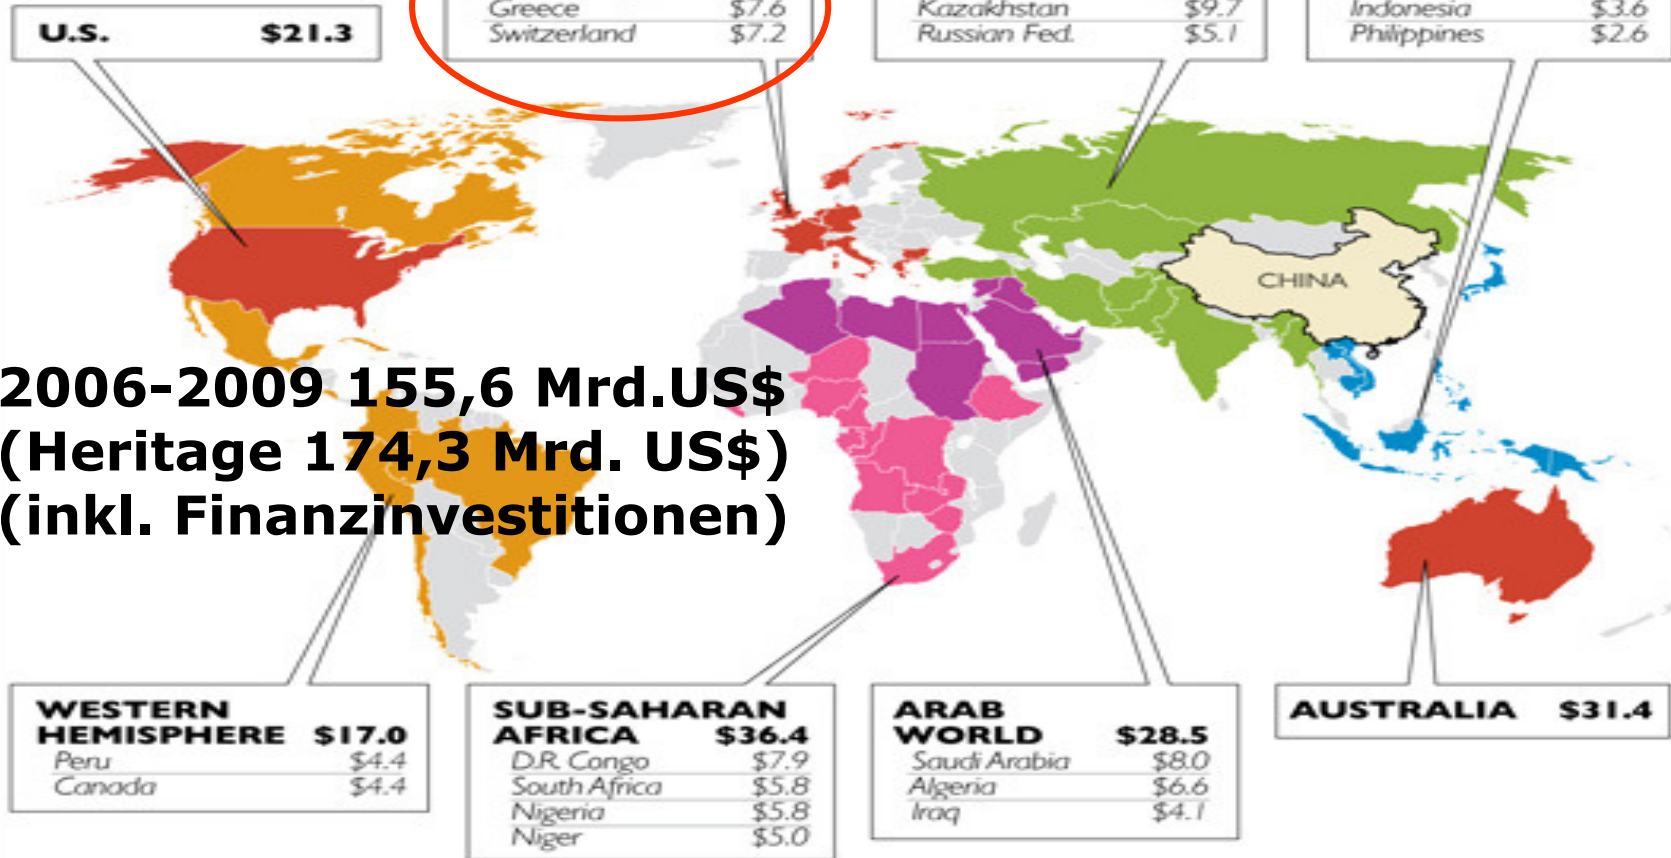 U.S. $21.3
Greece $7.6
Switzerland $7.2
Kazakhstan $9.7
Russian Fed. $5.1
Indonesia $3.6
Philippines $2.6
CHINA
2006-2009 155,6 Mrd.US$
(Heritage 174,3 Mrd. US$)
(inkl. Finanzinvestitionen)
WESTERN
HEMISPHERE $17.0
Peru $4.4
Canada $4.4
SUB-SAHARAN
AFRICA $36.4
D.R. Congo $7.9
South Africa $5.8
Nigeria $5.8
Niger $5.0
ARAB
WORLD $28.5
Saudi Arabia $8.0
Algeria $6.6
Iraq $4.1
AUSTRALIA $31.4